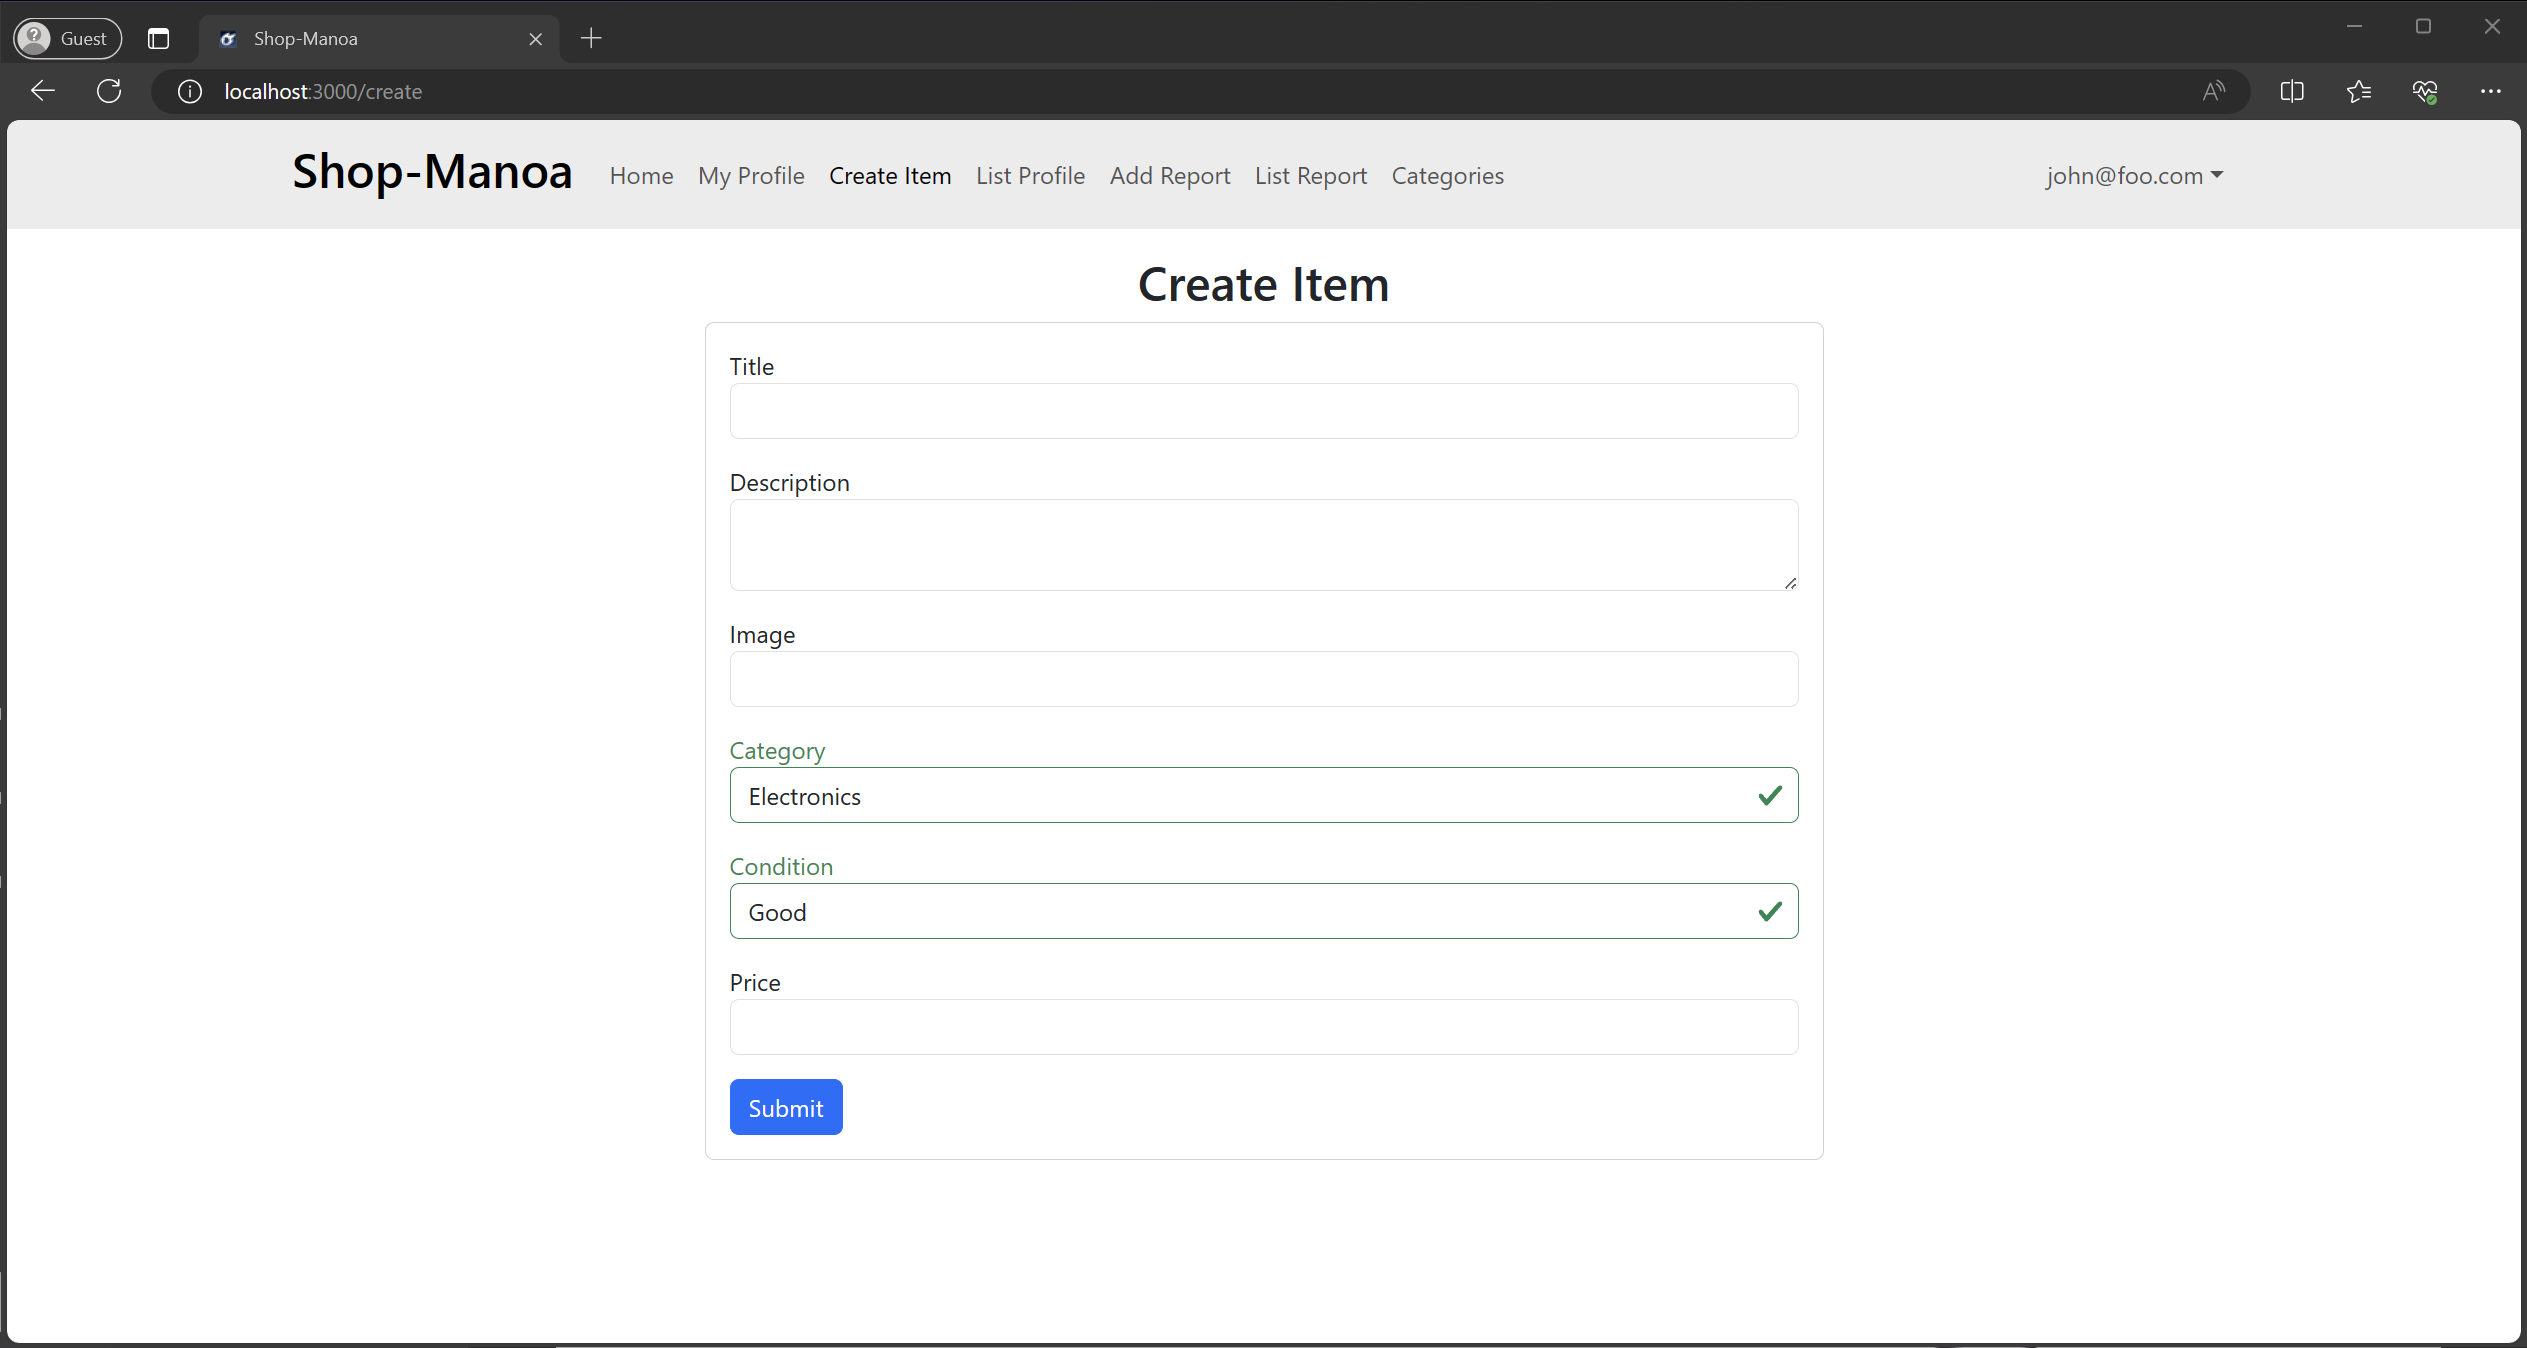 Guest
Shop-Manoa
localhost:3000/create
Shop-Manoa Home My Profile Create Item List Profile Add Report List Report Categories john@foo.com
Create Item
Title
Description
Image
Category
Electronics
Condition
Good
Price
Submit